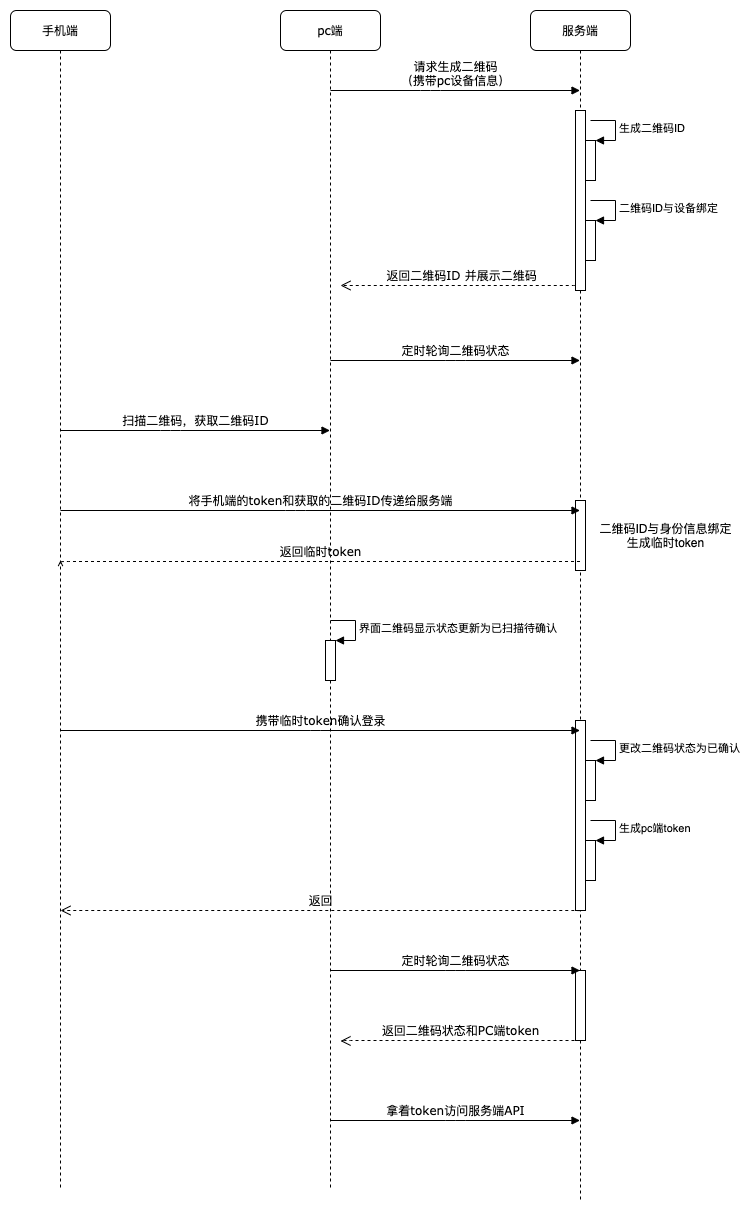 手机端
pc端
服务端
请求生成二维码
（携带pc设备信息）
生成二维码ID
二维码ID与设备绑定
返回二维码ID 并展示二维码
定时轮询二维码状态
扫描二维码，获取二维码ID
将手机端的token和获取的二维码ID传递给服务端
二维码ID与身份信息绑定
生成临时token
返回临时token
界面二维码显示状态更新为已扫描待确认
携带临时token确认登录
更改二维码状态为已确认
生成pc端token
返回
定时轮询二维码状态
返回二维码状态和PC端token
拿着token访问服务端API